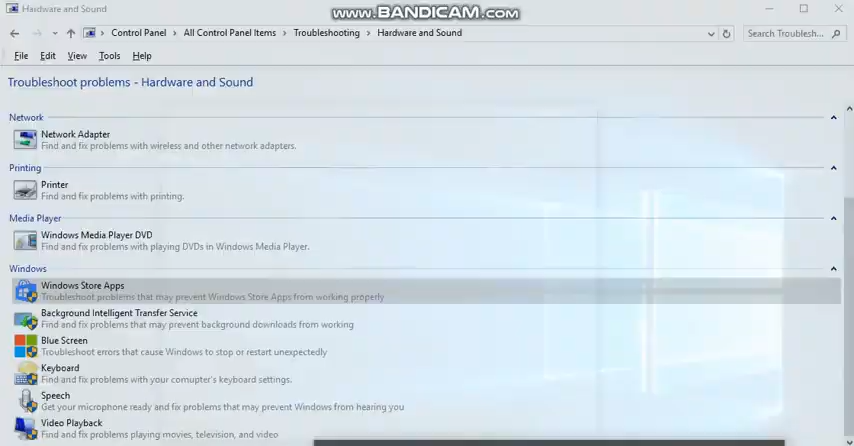 Hardware and Sound
www.BANDICAM.com
Control Panel > All Control Panel Items > Troubleshooting > Hardware and Sound
Search Troublesh...
File Edit View Tools Help
Troubleshoot problems - Hardware and Sound
Network
Network Adapter
Find and fix problems with wireless and other network adapters.
Printing
Printer
Find and fix problems with printing.
Media Player
Windows Media Player DVD
Find and fix problems with playing DVDs in Windows Media Player.
Windows
Windows Store Apps
Troubleshoot problems that may prevent Windows Store Apps from working properly
Background Intelligent Transfer Service
Find and fix problems that may prevent background downloads from working
Blue Screen
Troubleshoot errors that cause Windows to stop or restart unexpectedly
Keyboard
Find and fix problems with your computer's keyboard settings.
Speech
Get your microphone ready and fix problems that may prevent Windows from hearing you
Video Playback
Find and fix problems playing movies, television, and video